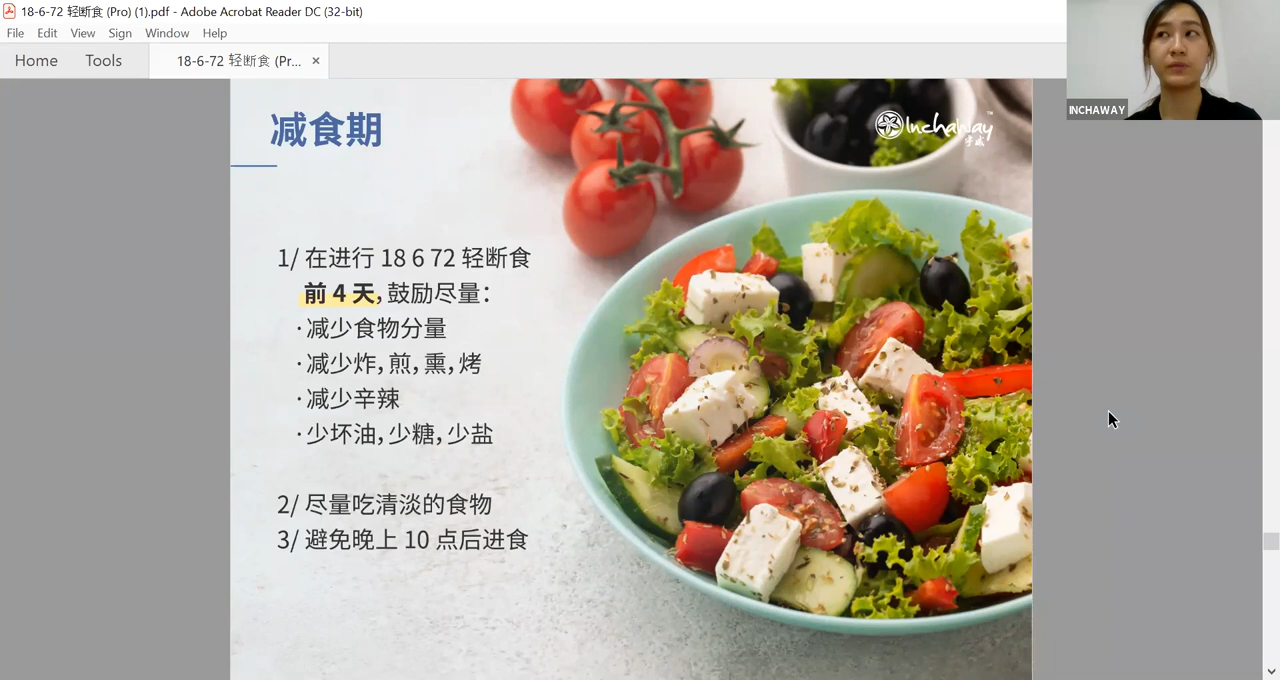 18-6-72 轻断食 (Pro) (1).pdf - Adobe Acrobat Reader DC (32-bit)
File Edit View Sign Window Help
Home Tools 18-6-72 轻断食 (Pr... ×
INCHAWAY
减食期
Inchaway™
1/ 在进行 18 6 72 轻断食
前 4 天,鼓励尽量:
·减少食物分量
·减少炸,煎,熏,烤
·减少辛辣
·少坏油,少糖,少盐
2/ 尽量吃清淡的食物
3/ 避免晚上 10 点后进食